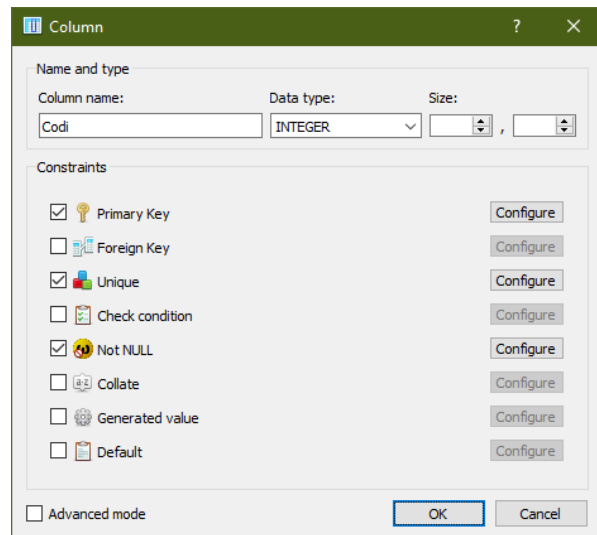 Column ?
Name and type
Column name: Data type: Size:
Codi INTEGER ,
Constraints
Primary Key Configure
Foreign Key Configure
Unique Configure
Check condition Configure
Not NULL Configure
a-z Collate Configure
Generated value Configure
Default Configure
Advanced mode OK Cancel